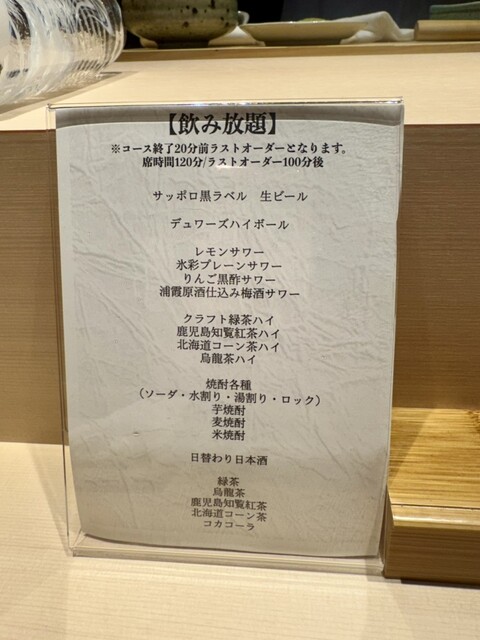 【飲み放題】
※コース終了20分前ラストオーダーとなります。
席時間120分/ラストオーダー100分後
サッポロ黒ラベル　生ビール
デュワーズハイボール
レモンサワー
氷彩プレーンサワー
りんご黒酢サワー
浦霞原酒仕込み梅酒サワー
クラフト緑茶ハイ
鹿児島知覧紅茶ハイ
北海道コーン茶ハイ
烏龍茶ハイ
焼酎各種
（ソーダ・水割り・湯割り・ロック）
芋焼酎
麦焼酎
米焼酎
日替わり日本酒
緑茶
烏龍茶
鹿児島知覧紅茶
北海道コーン茶
コカコーラ